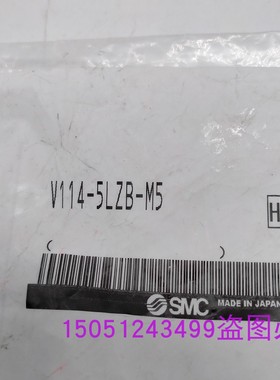 V114-5LZB-M5
H
( )
SMC MADE IN JAPAN
15051243499盗图必